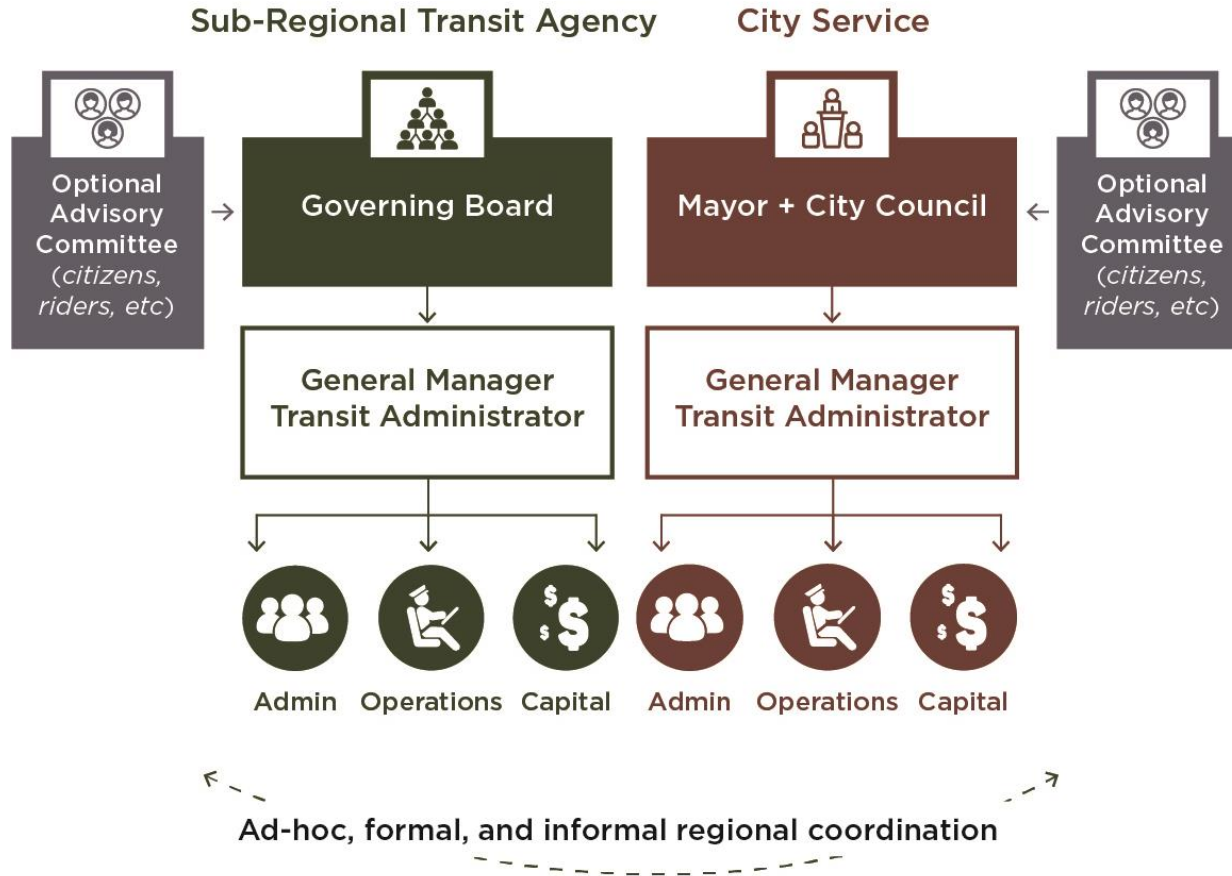 Sub-Regional Transit Agency
City Service
Optional
Advisory
Committee
(citizens,
riders, etc)
Governing Board
Mayor + City Council
Optional
Advisory
Committee
(citizens,
riders, etc)
General Manager
Transit Administrator
General Manager
Transit Administrator
$
$
$
$
$
$
Admin
Operations
Capital
Admin
Operations
Capital
Ad-hoc, formal, and informal regional coordination